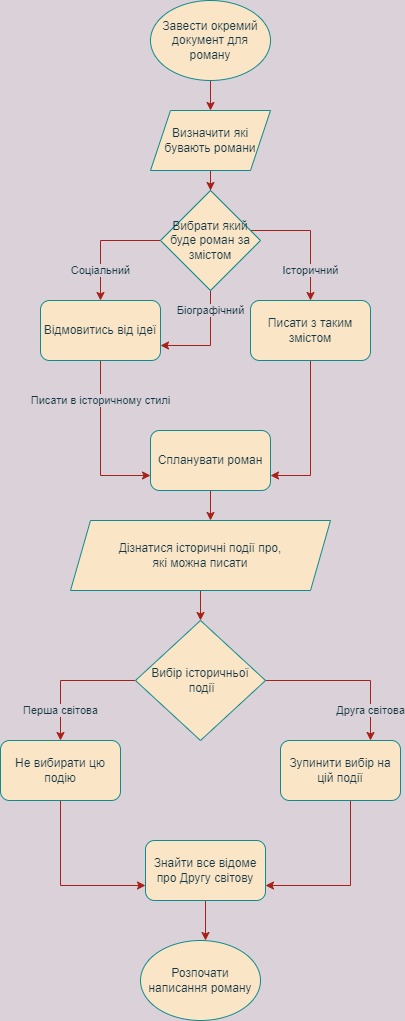 Завести окремий
документ для
роману
Визначити які
бувають романи
Вибрати який
буде роман за
змістом
Соціальний
Історичний
Біографічний
Відмовитись від ідеї
Писати з таким
змістом
Писати в історичному стилі
Спланувати роман
Дізнатися історичні події про,
які можна писати
Вибір історичньої
події
Перша світова
Друга світова
Не вибирати цю
подію
Зупинити вибір на
цій події
Знайти все відоме
про Другу світову
Розпочати
написання роману